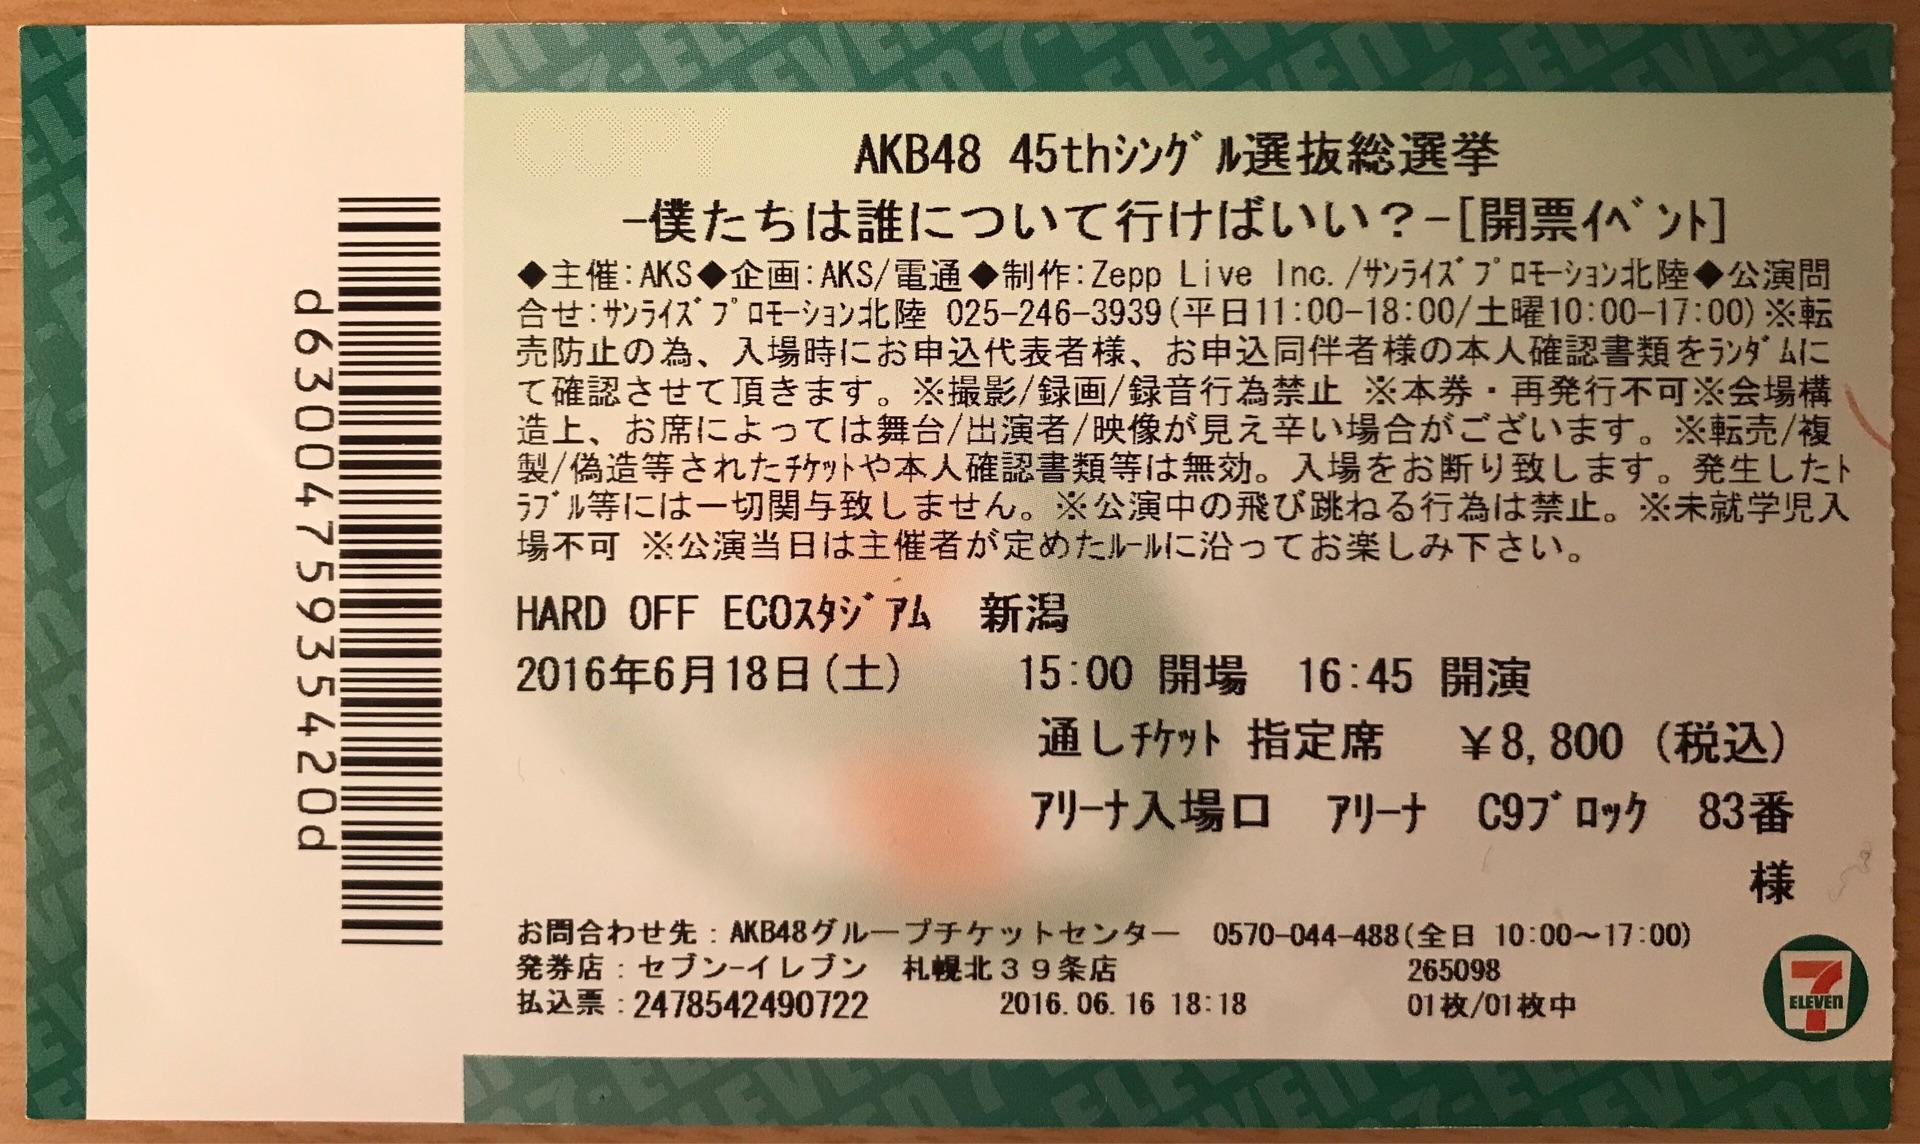 COPY
AKB48 45thｼﾝｸﾞﾙ選抜総選挙
-僕たちは誰について行けばいい？-[開票ｲﾍﾞﾝﾄ]
◆主催:AKS◆企画:AKS/電通◆制作:Zepp Live Inc./ｻﾝﾗｲｽﾞﾌﾟﾛﾓｰｼｮﾝ北陸◆公演問
合せ:ｻﾝﾗｲｽﾞﾌﾟﾛﾓｰｼｮﾝ北陸 025-246-3939(平日11:00-18:00/土曜10:00-17:00)※転
売防止の為、入場時にお申込代表者様、お申込同伴者様の本人確認書類をﾗﾝﾀﾞﾑに
て確認させて頂きます。※撮影/録画/録音行為禁止 ※本券・再発行不可※会場構
造上、お席によっては舞台/出演者/映像が見え辛い場合がございます。※転売/複
製/偽造等されたﾁｹｯﾄや本人確認書類等は無効。入場をお断り致します。発生したﾄ
ﾗﾌﾞﾙ等には一切関与致しません。※公演中の飛び跳ねる行為は禁止。※未就学児入
場不可 ※公演当日は主催者が定めたﾙｰﾙに沿ってお楽しみ下さい。
HARD OFF ECOｽﾀｼﾞｱﾑ 新潟
2016年6月18日(土) 15:00 開場 16:45 開演
通しﾁｹｯﾄ 指定席 ￥8,800 (税込)
ｱﾘｰﾅ入場口 ｱﾘｰﾅ C9ﾌﾞﾛｯｸ 83番
様
お問合わせ先：AKB48グループチケットセンター 0570-044-488(全日 10:00～17:00)
発券店：セブン-イレブン 札幌北３９条店 265098
払込票：2478542490722 2016.06.16 18:18 01枚/01枚中
7 ELEVEn
d6300475935420d